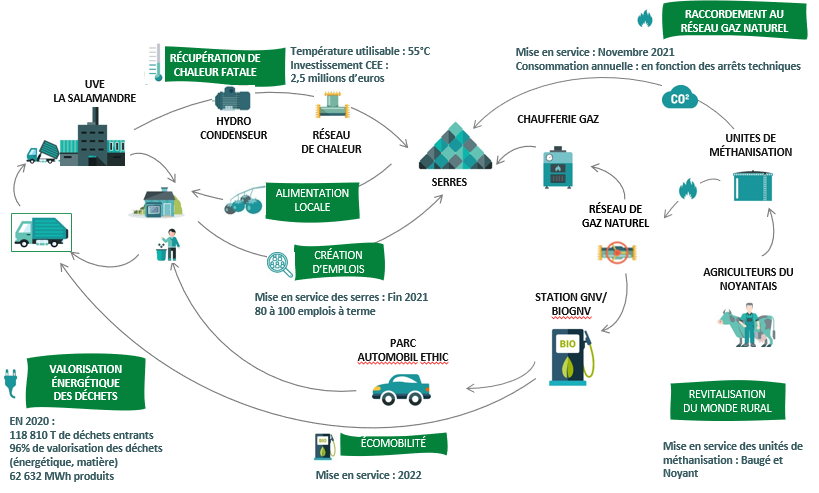 RACCORDEMENT AU
RÉSEAU GAZ NATUREL
Mise en service : Novembre 2021
Consommation annuelle : en fonction des arrêts techniques
RÉCUPÉRATION DE
CHALEUR FATALE
Température utilisable : 55°C
Investissement CEE :
2,5 millions d'euros
UVE
LA SALAMANDRE
HYDRO
CONDENSEUR
RÉSEAU
DE CHALEUR
SERRES
CHAUFFERIE GAZ
CO²
UNITES DE
MÉTHANISATION
ALIMENTATION
LOCALE
RÉSEAU DE
GAZ NATUREL
CRÉATION
D'EMPLOIS
Mise en service des serres : Fin 2021
80 à 100 emplois à terme
AGRICULTEURS DU
NOYANTAIS
STATION GNV/
BIOGNV
BIO
PARC
AUTOMOBIL ETHIC
VALORISATION
ÉNERGÉTIQUE
DES DÉCHETS
EN 2020 :
118 810 T de déchets entrants
96% de valorisation des déchets
(énergétique, matière)
62 632 MWh produits
BIO
ÉCOMOBILITÉ
Mise en service : 2022
REVITALISATION
DU MONDE RURAL
Mise en service des unités de
méthanisation : Baugé et
Noyant